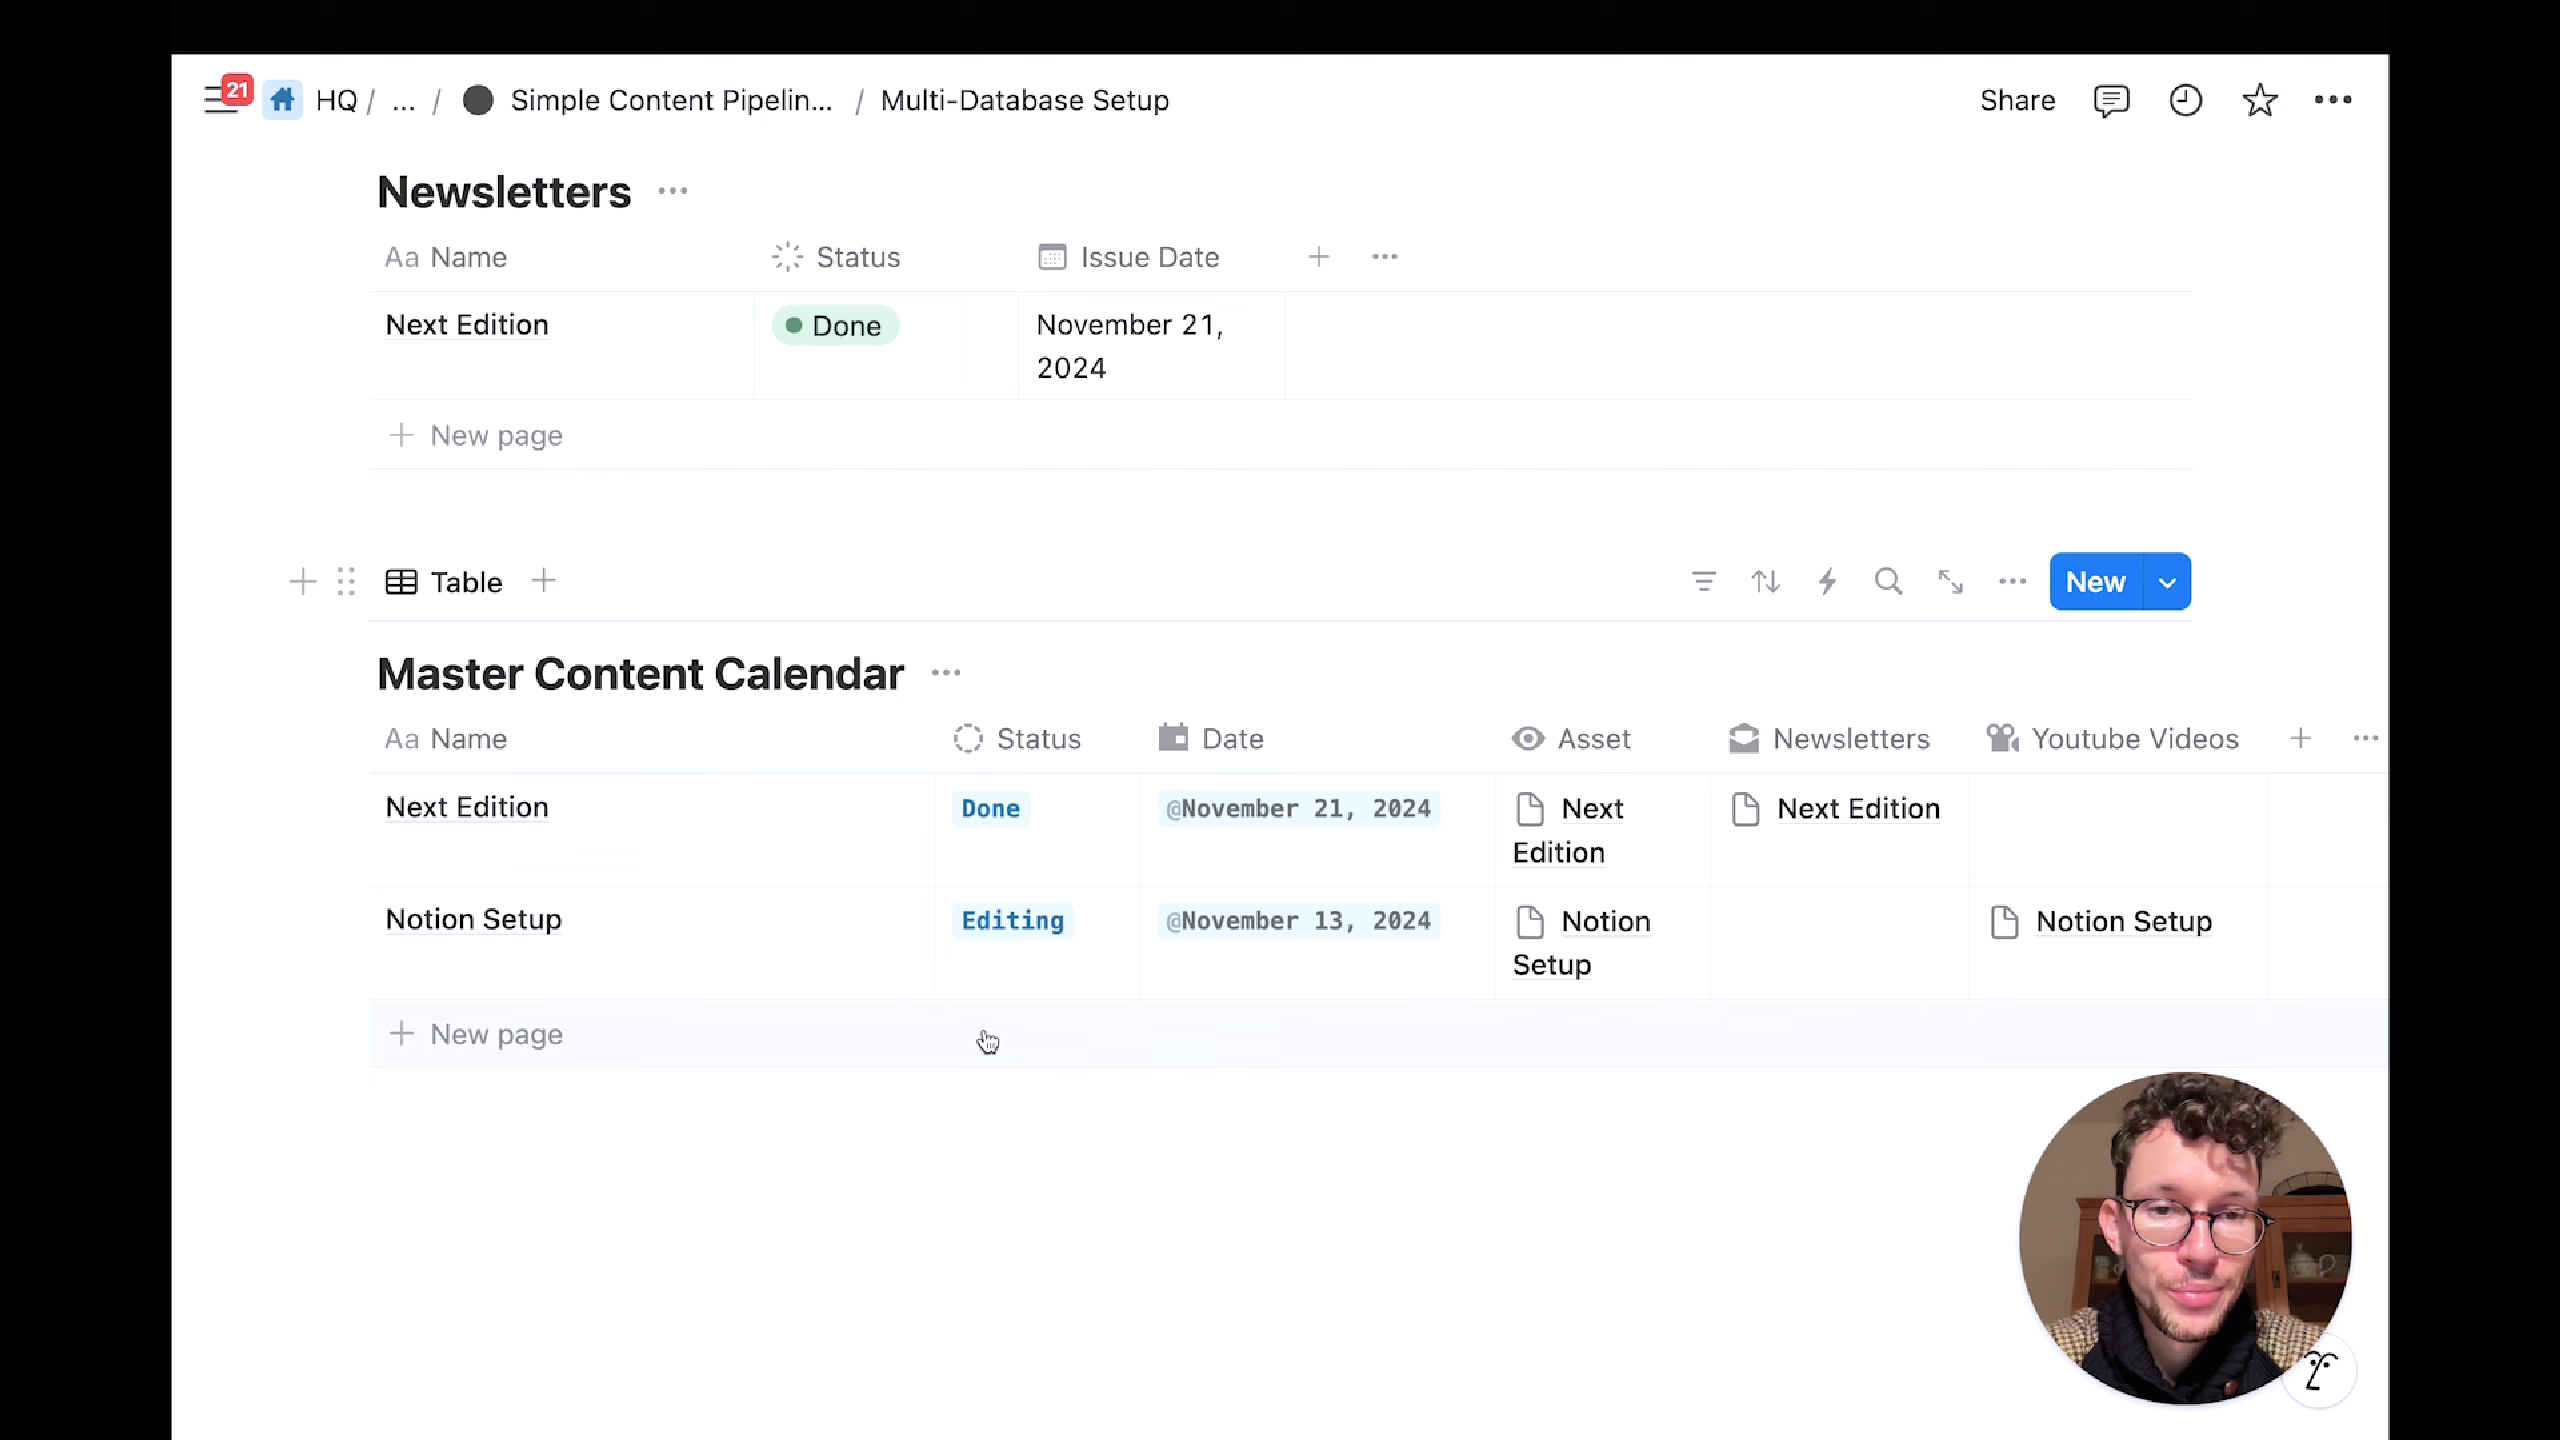 21 HQ / ... / Simple Content Pipelin... / Multi-Database Setup Share
Newsletters
Aa Name Status Issue Date
Next Edition Done November 21,
2024
New page
Table New
Master Content Calendar
Aa Name Status Date Asset Newsletters Youtube Videos
Next Edition Done @November 21, 2024 Next Next Edition
Edition
Notion Setup Editing @November 13, 2024 Notion Notion Setup
Setup
New page